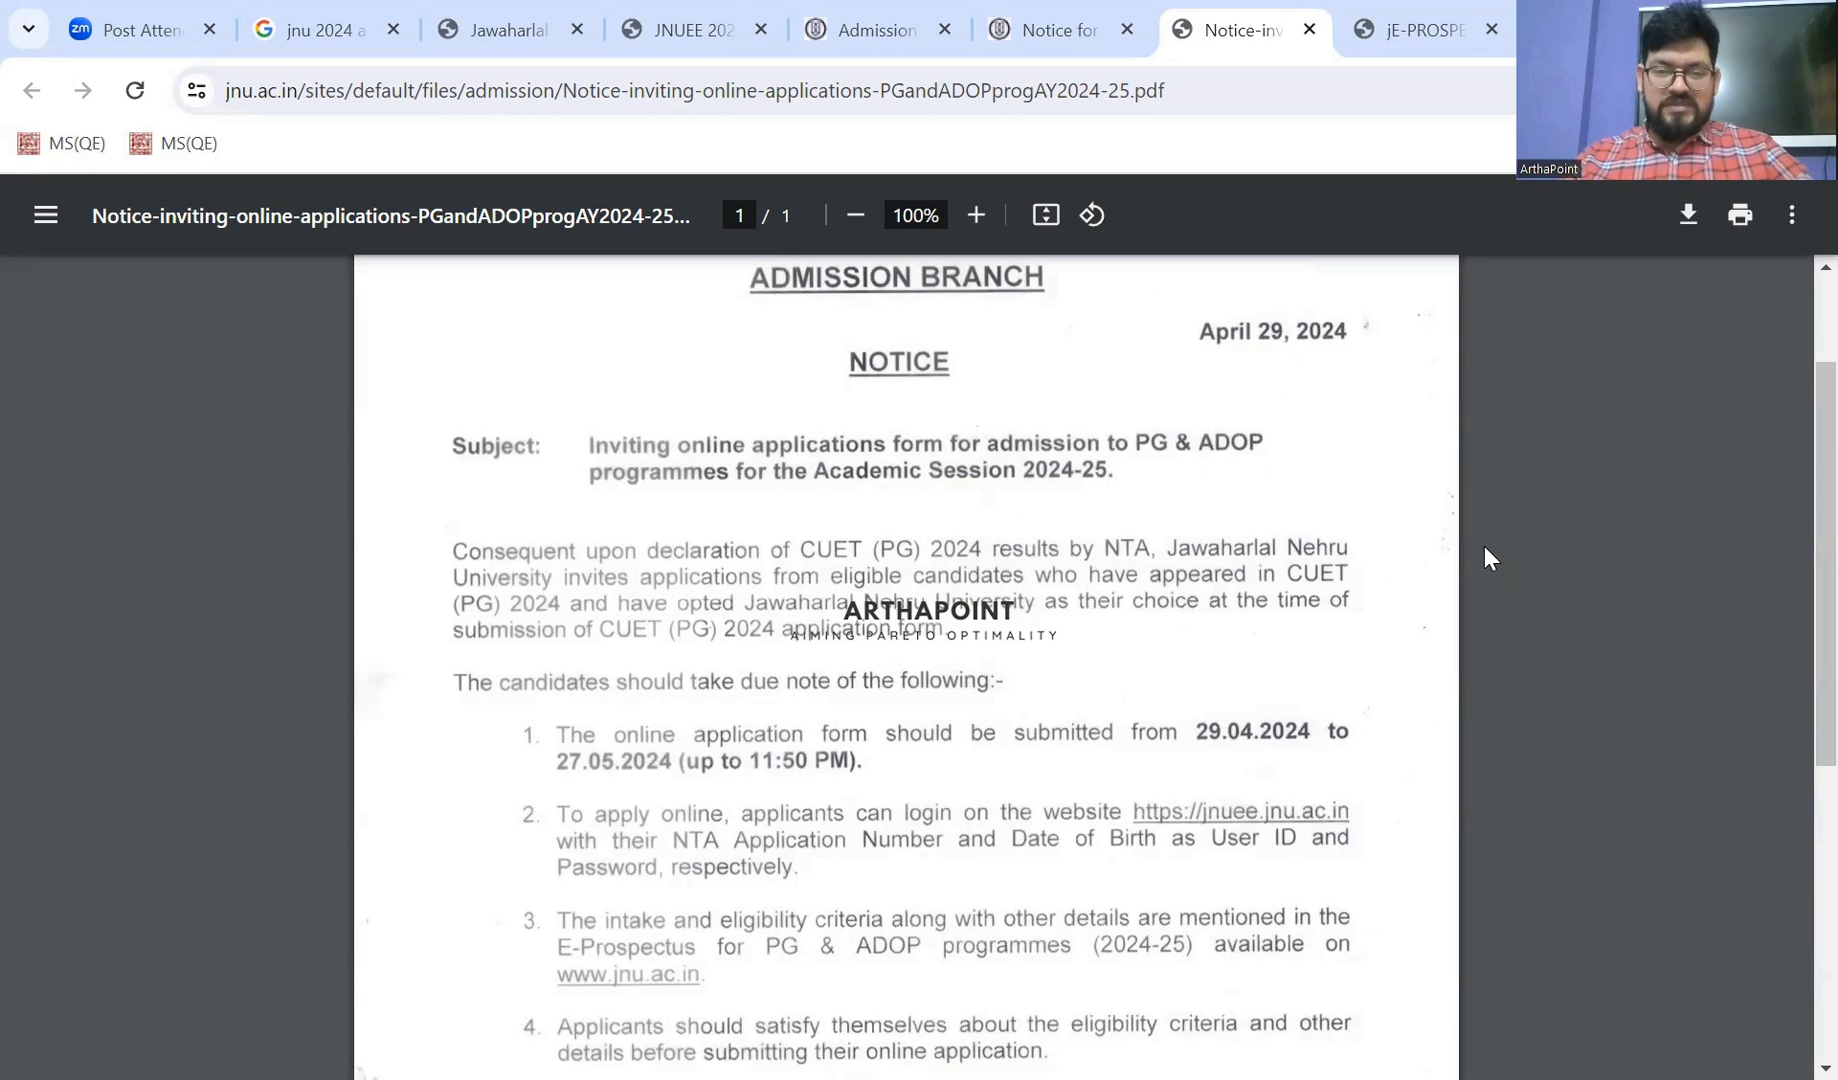 Post Atten
jnu 2024 a
Jawaharlal
JNUEE 202
Admission
Notice for
Notice-inv
jE-PROSPE
jnu.ac.in/sites/default/files/admission/Notice-inviting-online-applications-PGandADOPprogAY2024-25.pdf
MS(QE)
MS(QE)
ArthaPoint
Notice-inviting-online-applications-PGandADOPprogAY2024-25...
1 / 1
100%
ADMISSION BRANCH
April 29, 2024
NOTICE
Subject: Inviting online applications form for admission to PG & ADOP
programmes for the Academic Session 2024-25.
Consequent upon declaration of CUET (PG) 2024 results by NTA, Jawaharlal Nehru
University invites applications from eligible candidates who have appeared in CUET
(PG) 2024 and have opted Jawaharlal Nehru University as their choice at the time of
submission of CUET (PG) 2024 application form.
ARTHAPOINT
AIMING PARETO OPTIMALITY
The candidates should take due note of the following:-
1. The online application form should be submitted from 29.04.2024 to
27.05.2024 (up to 11:50 PM).
2. To apply online, applicants can login on the website https://jnuee.jnu.ac.in
with their NTA Application Number and Date of Birth as User ID and
Password, respectively.
3. The intake and eligibility criteria along with other details are mentioned in the
E-Prospectus for PG & ADOP programmes (2024-25) available on
www.jnu.ac.in.
4. Applicants should satisfy themselves about the eligibility criteria and other
details before submitting their online application.